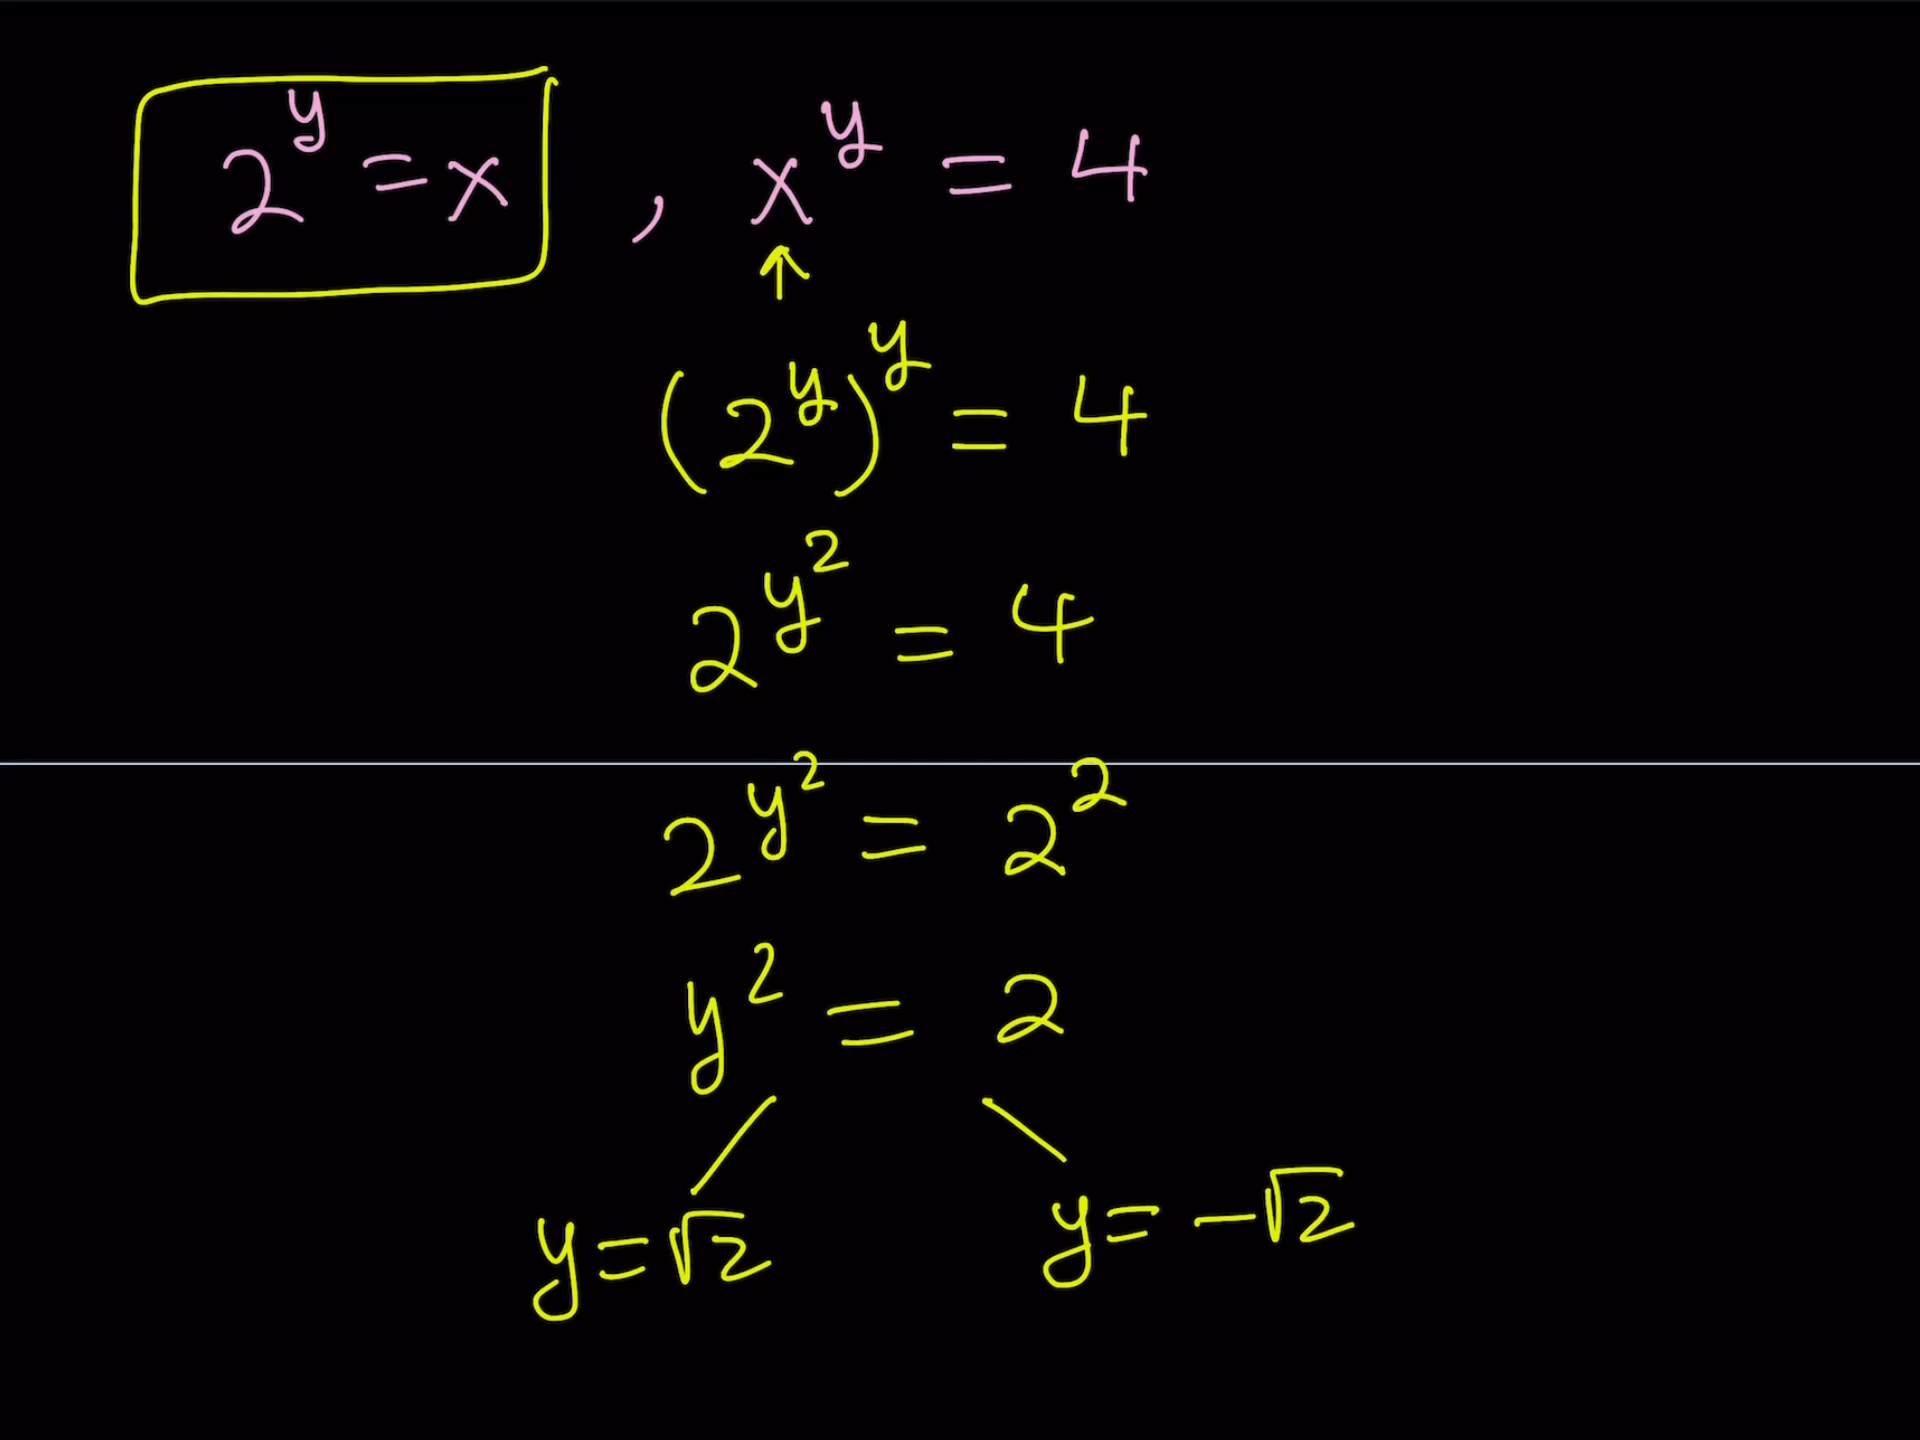 2^y = x , x^y = 4
↑
(2^y)^y = 4
2^y^2 = 4
2^y^2 = 2^2
y^2 = 2
y = √2 y = -√2